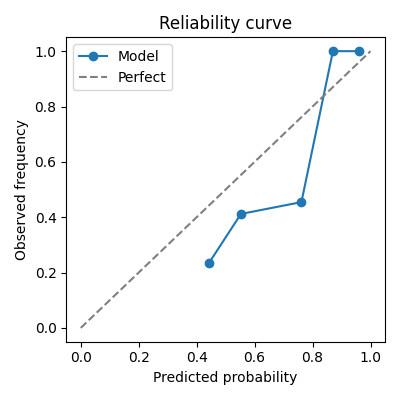 Reliability curve
Model
Perfect
Observed frequency
1.0
0.8
0.6
0.4
0.2
0.0
0.0 0.2 0.4 0.6 0.8 1.0
Predicted probability